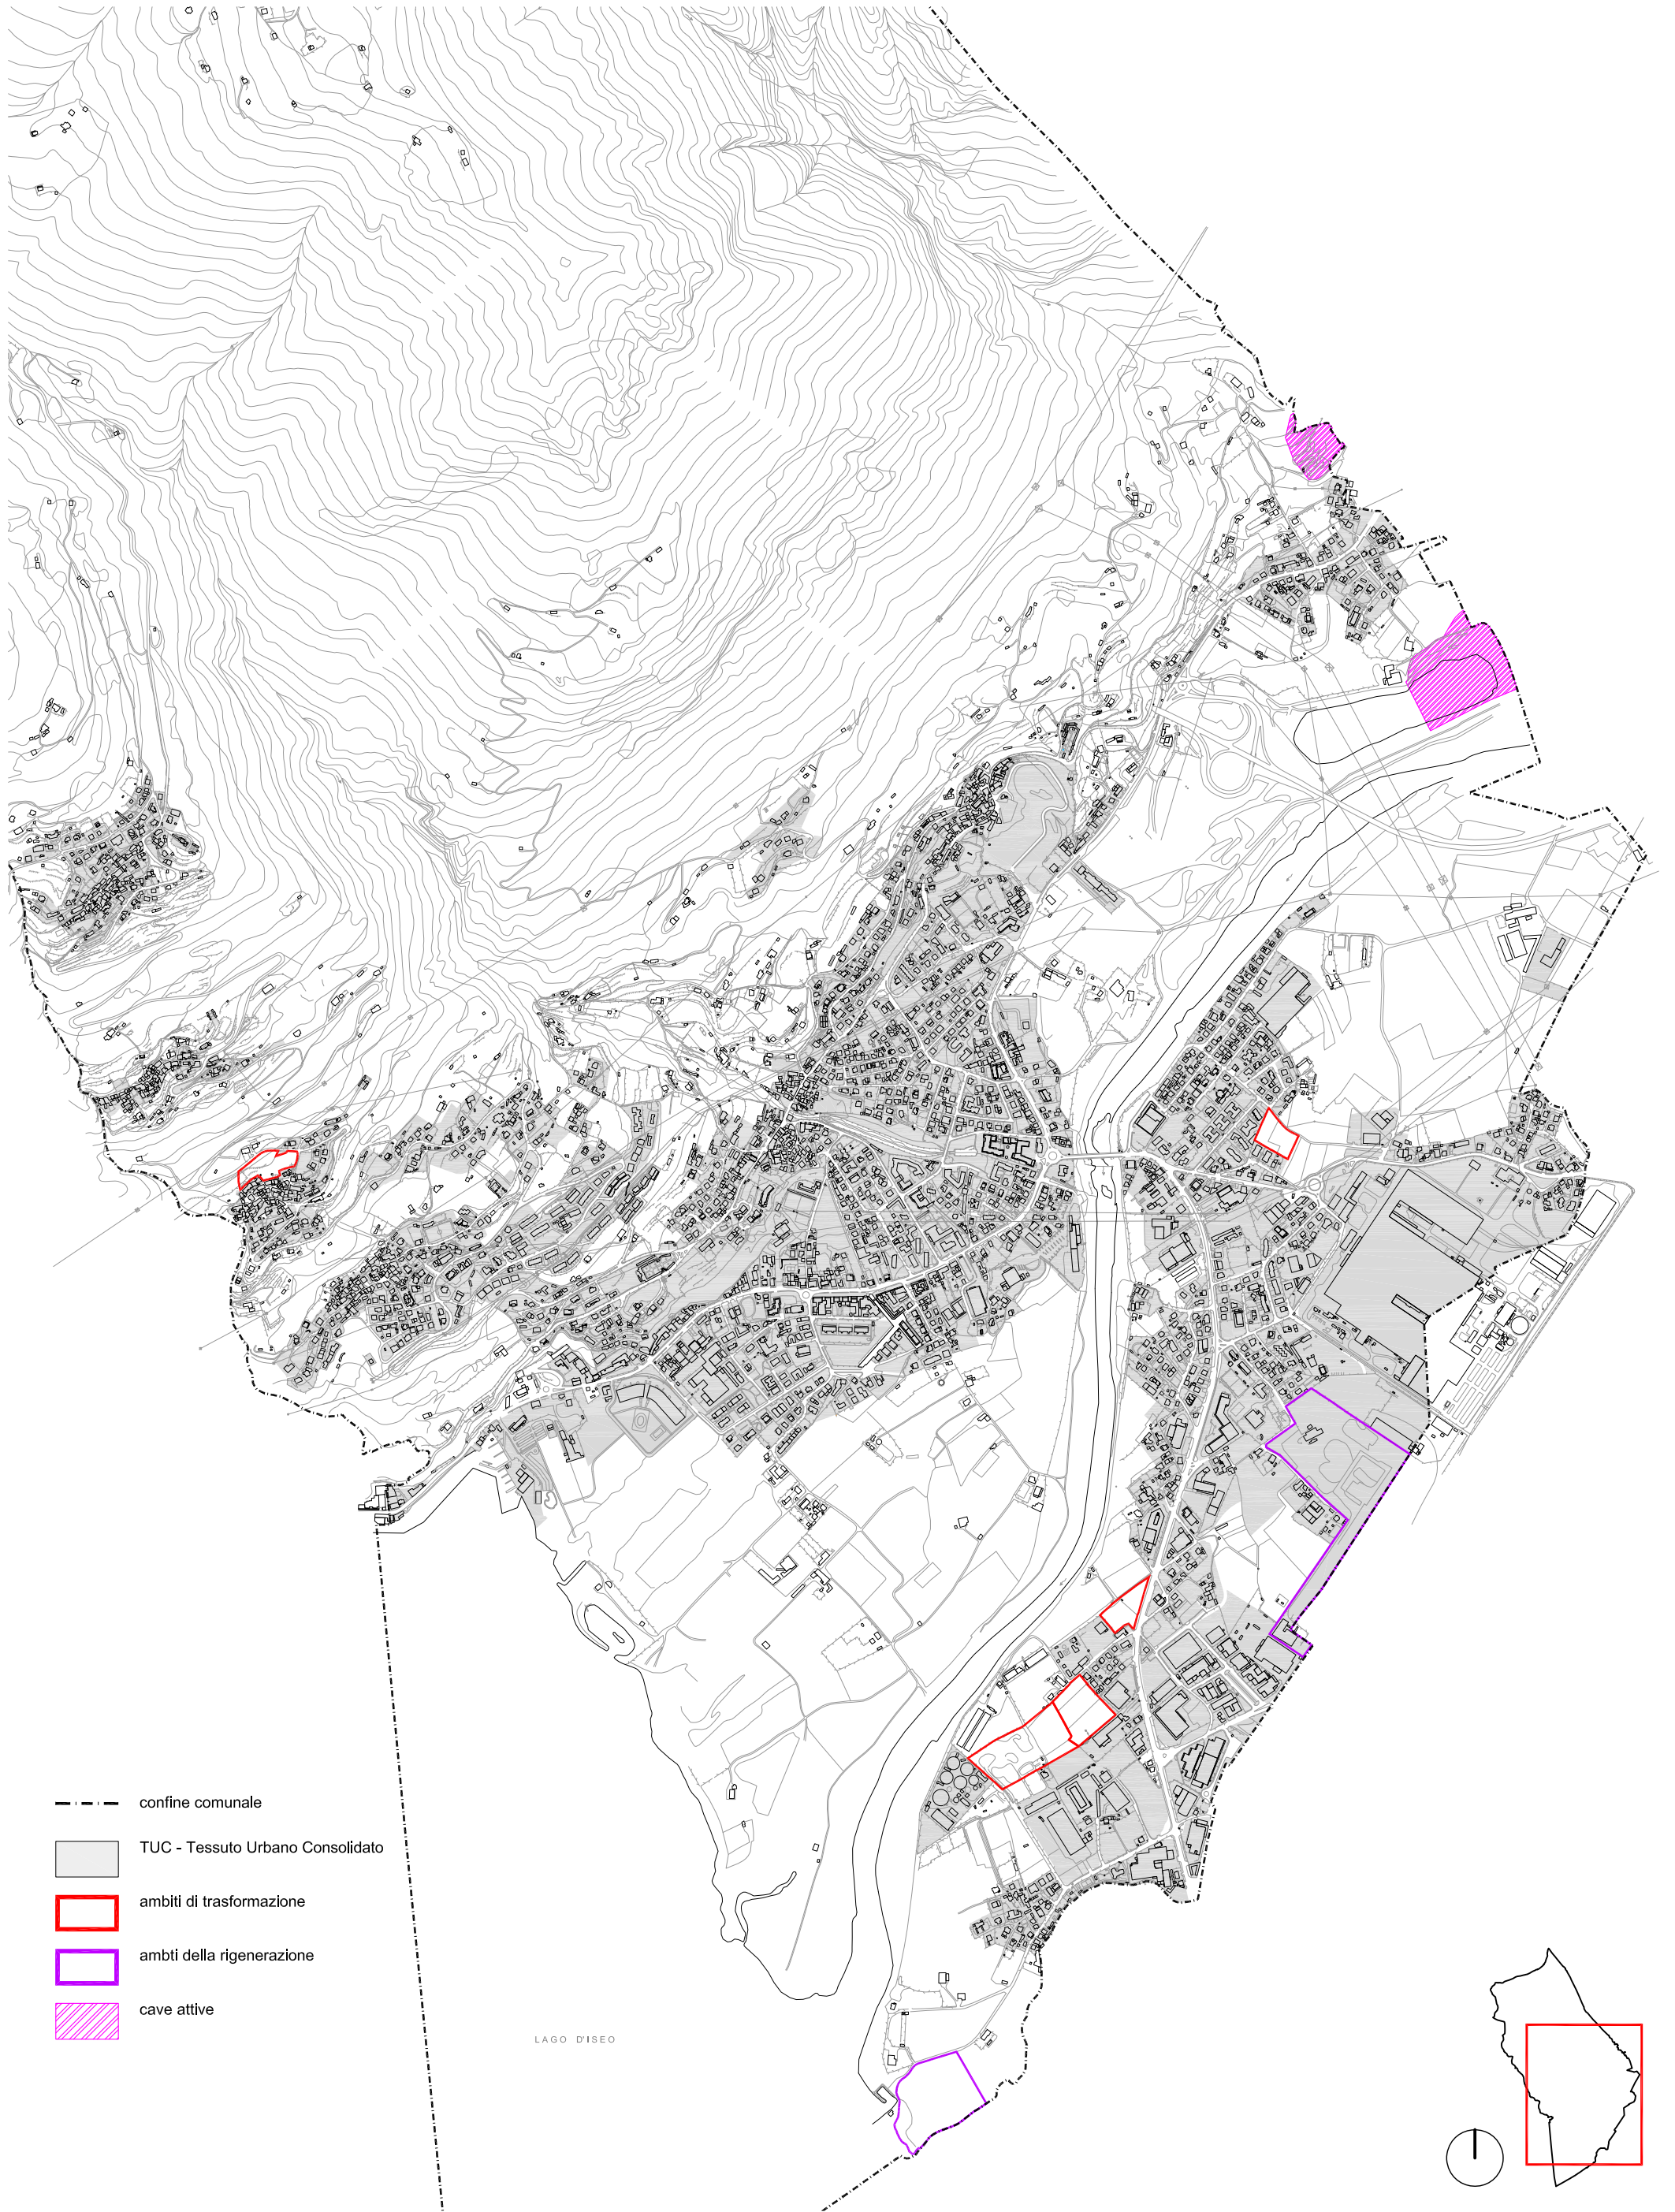 confine comunale
TUC - Tessuto Urbano Consolidato
ambiti di trasformazione
ambti della rigenerazione
cave attive
LAGO D'ISEO